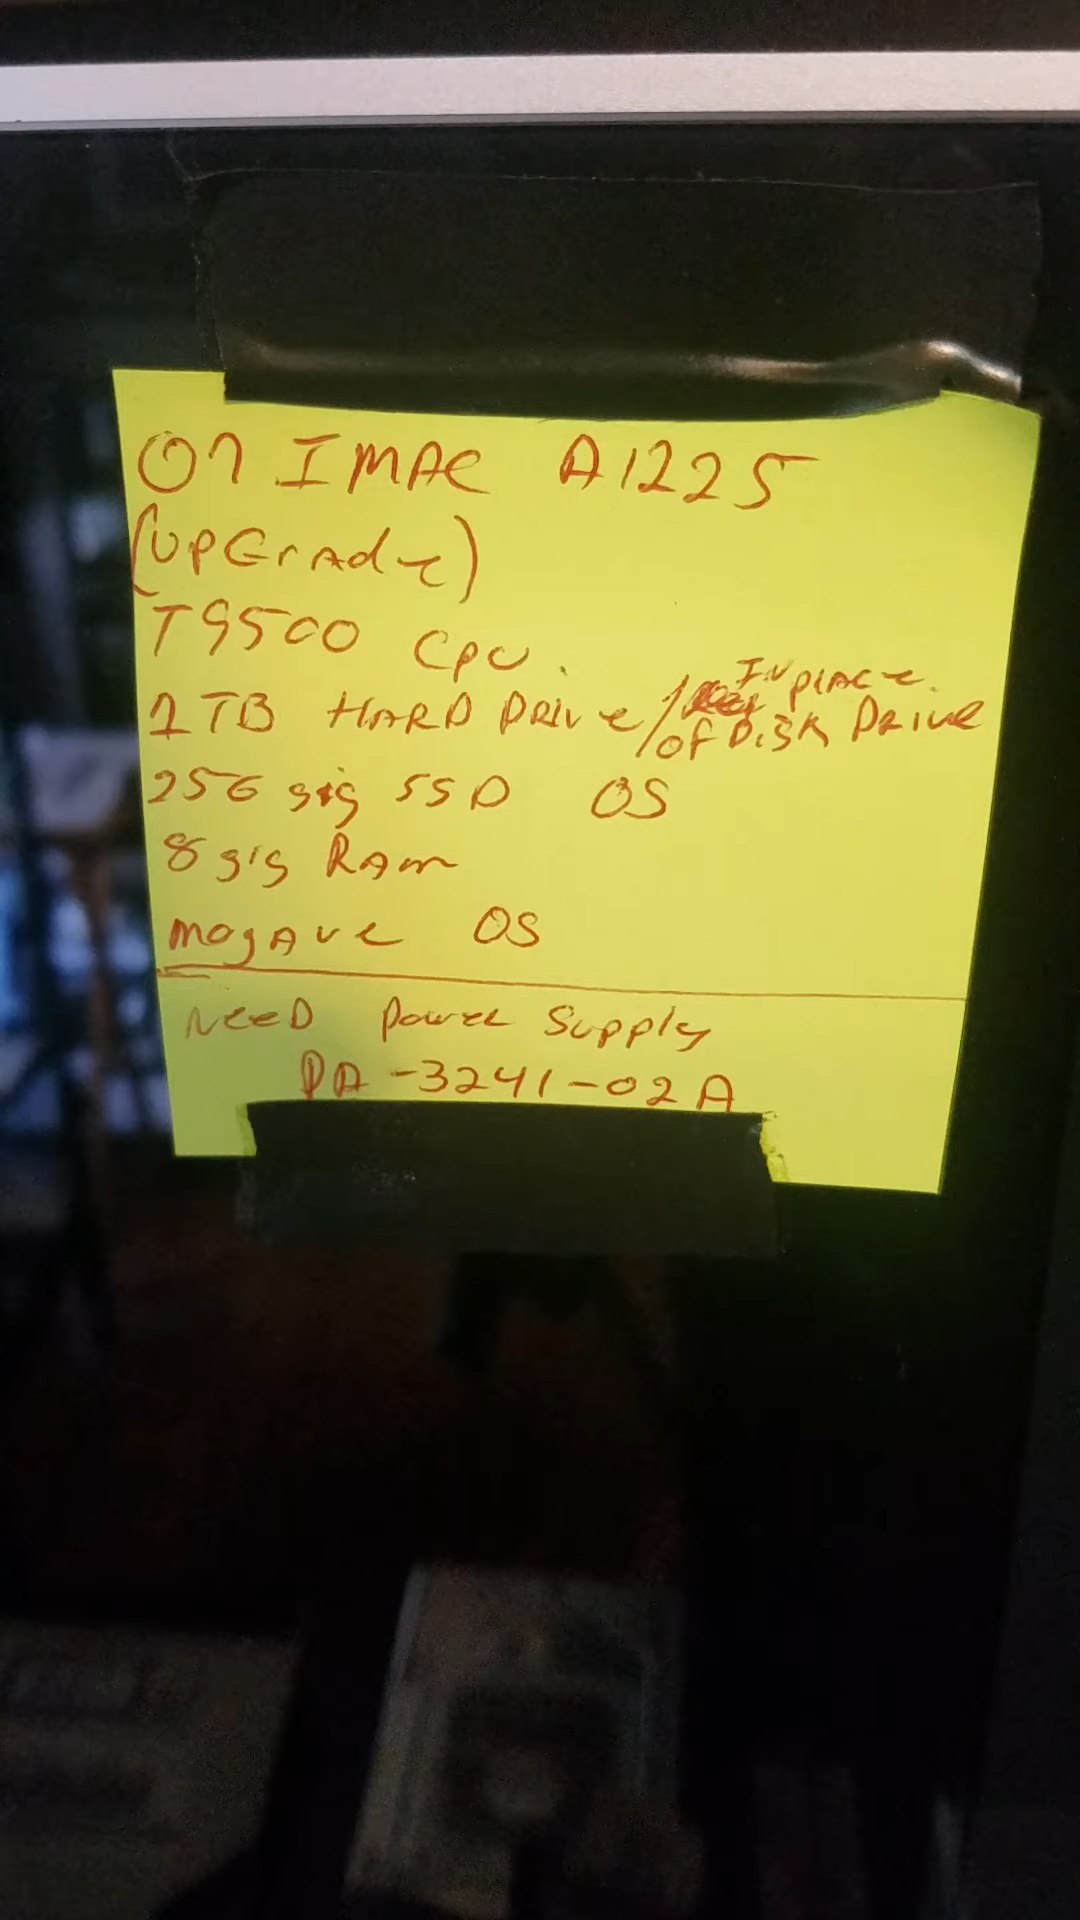 07 IMAC A1225
(UPGrade)
T9500 CPU.
1TB HARD DRIVE / IN PLACE.
OF DISK DRIVE
256 gig SSD OS
8 gig RAM
mogAve OS
NeeD Power Supply
PA-3241-02A